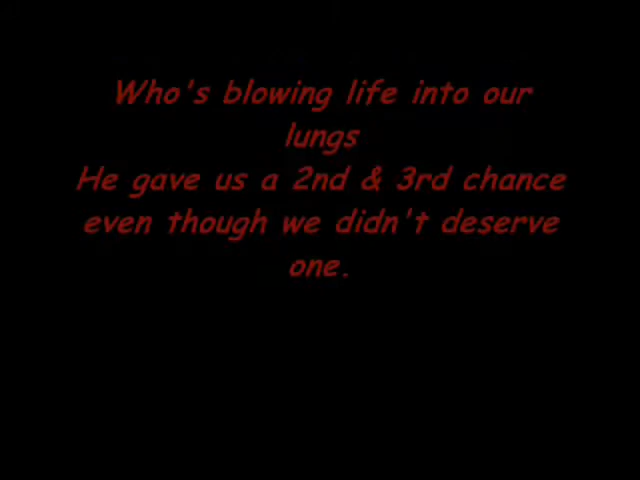 Who's blowing life into our
lungs
He gave us a 2nd & 3rd chance
even though we didn't deserve
one.